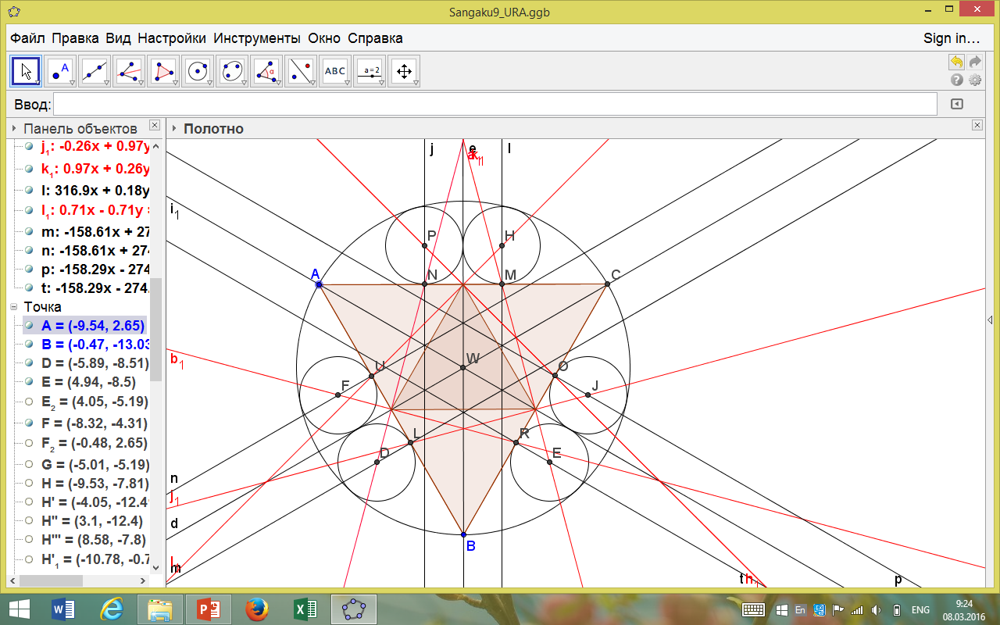 Sangaku9_URA.ggb
Файл Правка Вид Настройки Инструменты Окно Справка
Sign in...
A
α
ABC
a=2
Ввод:
Панель объектов
Полотно
j₁: -0.26x + 0.97y
k₁: 0.97x + 0.26y
l: 316.9x + 0.18y
l₁: 0.71x - 0.71y =
m: -158.61x + 27
n: -158.61x + 274
p: -158.29x - 274
t: -158.29x - 274.
Точка
A = (-9.54, 2.65)
B = (-0.47, -13.03
D = (-5.89, -8.51)
E = (4.94, -8.5)
E₂ = (4.05, -5.19)
F = (-8.32, -4.31)
F₂ = (-0.48, 2.65)
G = (-5.01, -5.19)
H = (-9.53, -7.81)
H' = (-4.05, -12.4
H'' = (3.1, -12.4)
H''' = (8.58, -7.8)
H'₁ = (-10.78, -0.7
j e l
k₁
i₁
P H
A N M C
b₁ U W O
F J
L R
D E
n
j₁
d
B
m
t h₁ p
En
ENG
9:24
08.03.2016